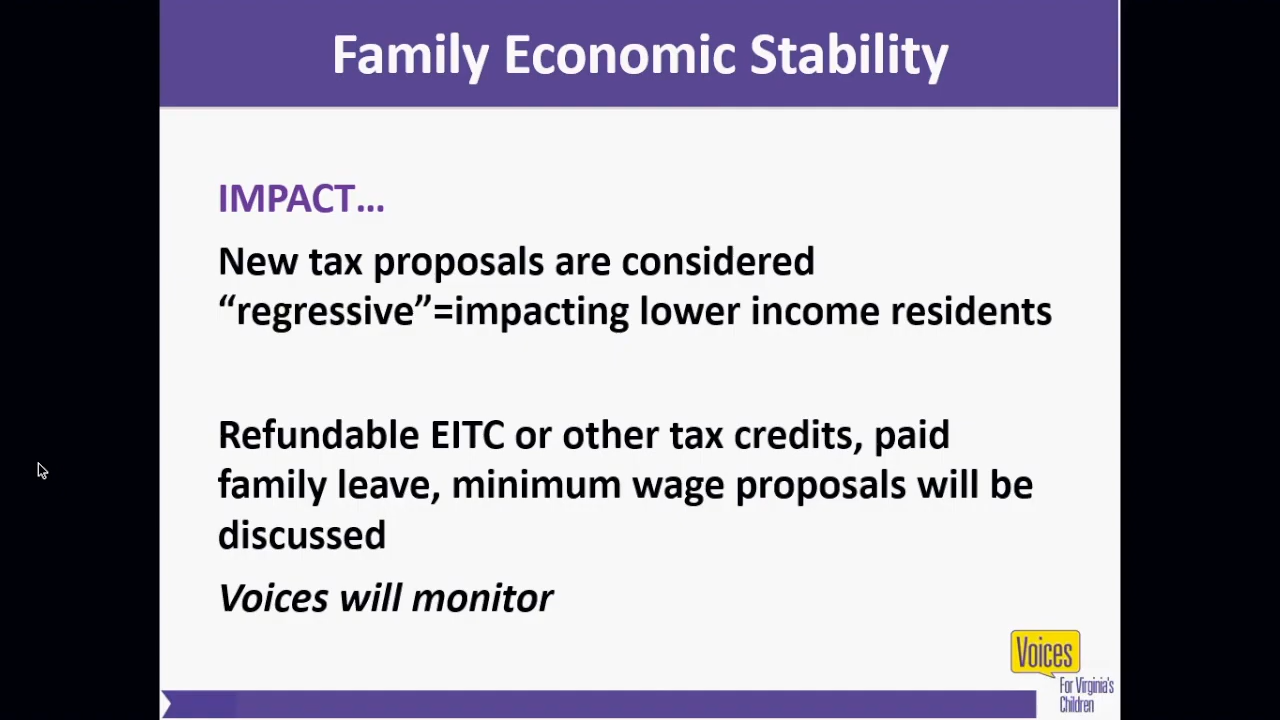 Family Economic Stability
IMPACT...
New tax proposals are considered
“regressive”=impacting lower income residents
Refundable EITC or other tax credits, paid
family leave, minimum wage proposals will be
discussed
Voices will monitor
Voices
For Virginia's
Children